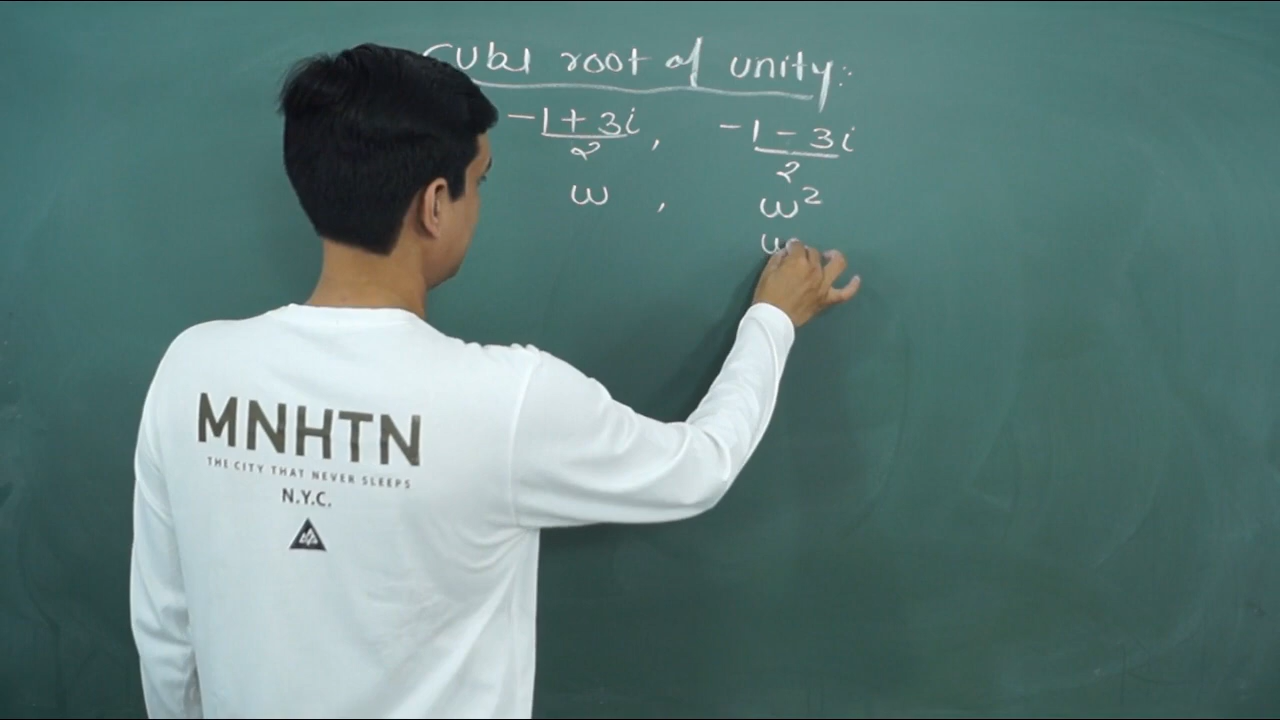 Cube root of unity:
-1+3i/2 , -1-3i/2
ω , ω²
ω
MNHTN
THE CITY THAT NEVER SLEEPS
N.Y.C.